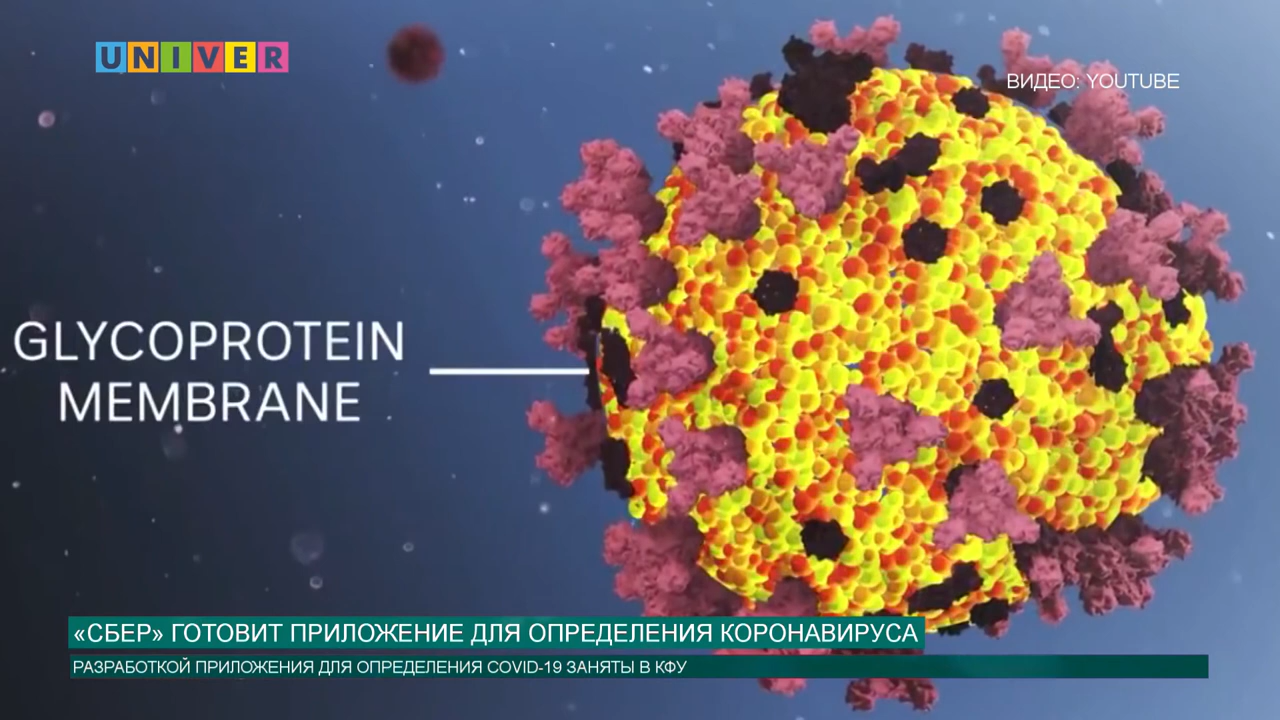 UNIVER
ВИДЕО: YOUTUBE
GLYCOPROTEIN
MEMBRANE
«СБЕР» ГОТОВИТ ПРИЛОЖЕНИЕ ДЛЯ ОПРЕДЕЛЕНИЯ КОРОНАВИРУСА
РАЗРАБОТКОЙ ПРИЛОЖЕНИЯ ДЛЯ ОПРЕДЕЛЕНИЯ COVID-19 ЗАНЯТЫ В КФУ